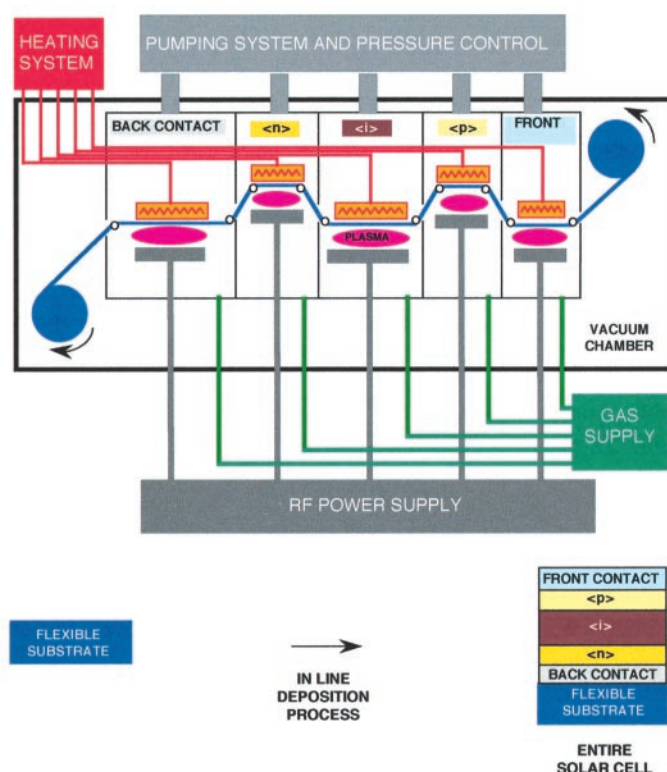 HEATING
SYSTEM
PUMPING SYSTEM AND PRESSURE CONTROL
BACK CONTACT
<n>
<i>
<p>
FRONT
PLASMA
VACUUM
CHAMBER
GAS
SUPPLY
RF POWER SUPPLY
FLEXIBLE
SUBSTRATE
IN LINE
DEPOSITION
PROCESS
FRONT CONTACT
<p>
<i>
<n>
BACK CONTACT
FLEXIBLE
SUBSTRATE
ENTIRE
SOLAR CELL